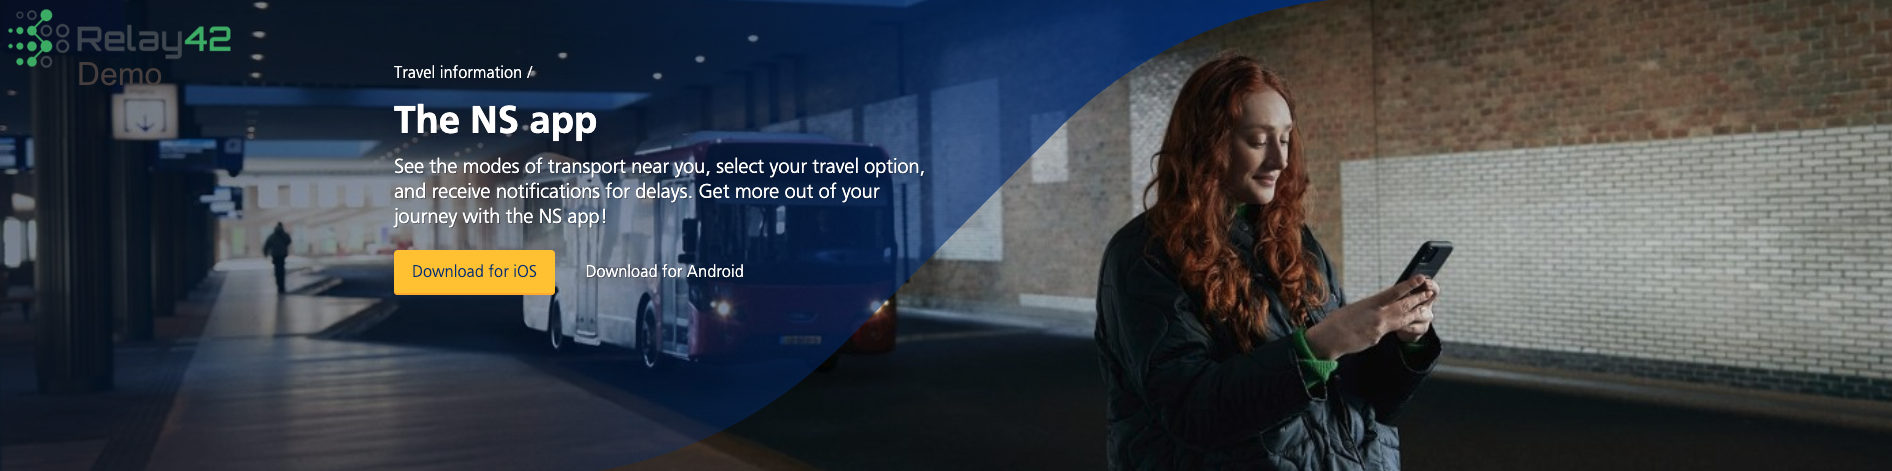 Relay42
Demo
Travel information /
The NS app
See the modes of transport near you, select your travel option,
and receive notifications for delays. Get more out of your
journey with the NS app!
Download for iOS
Download for Android